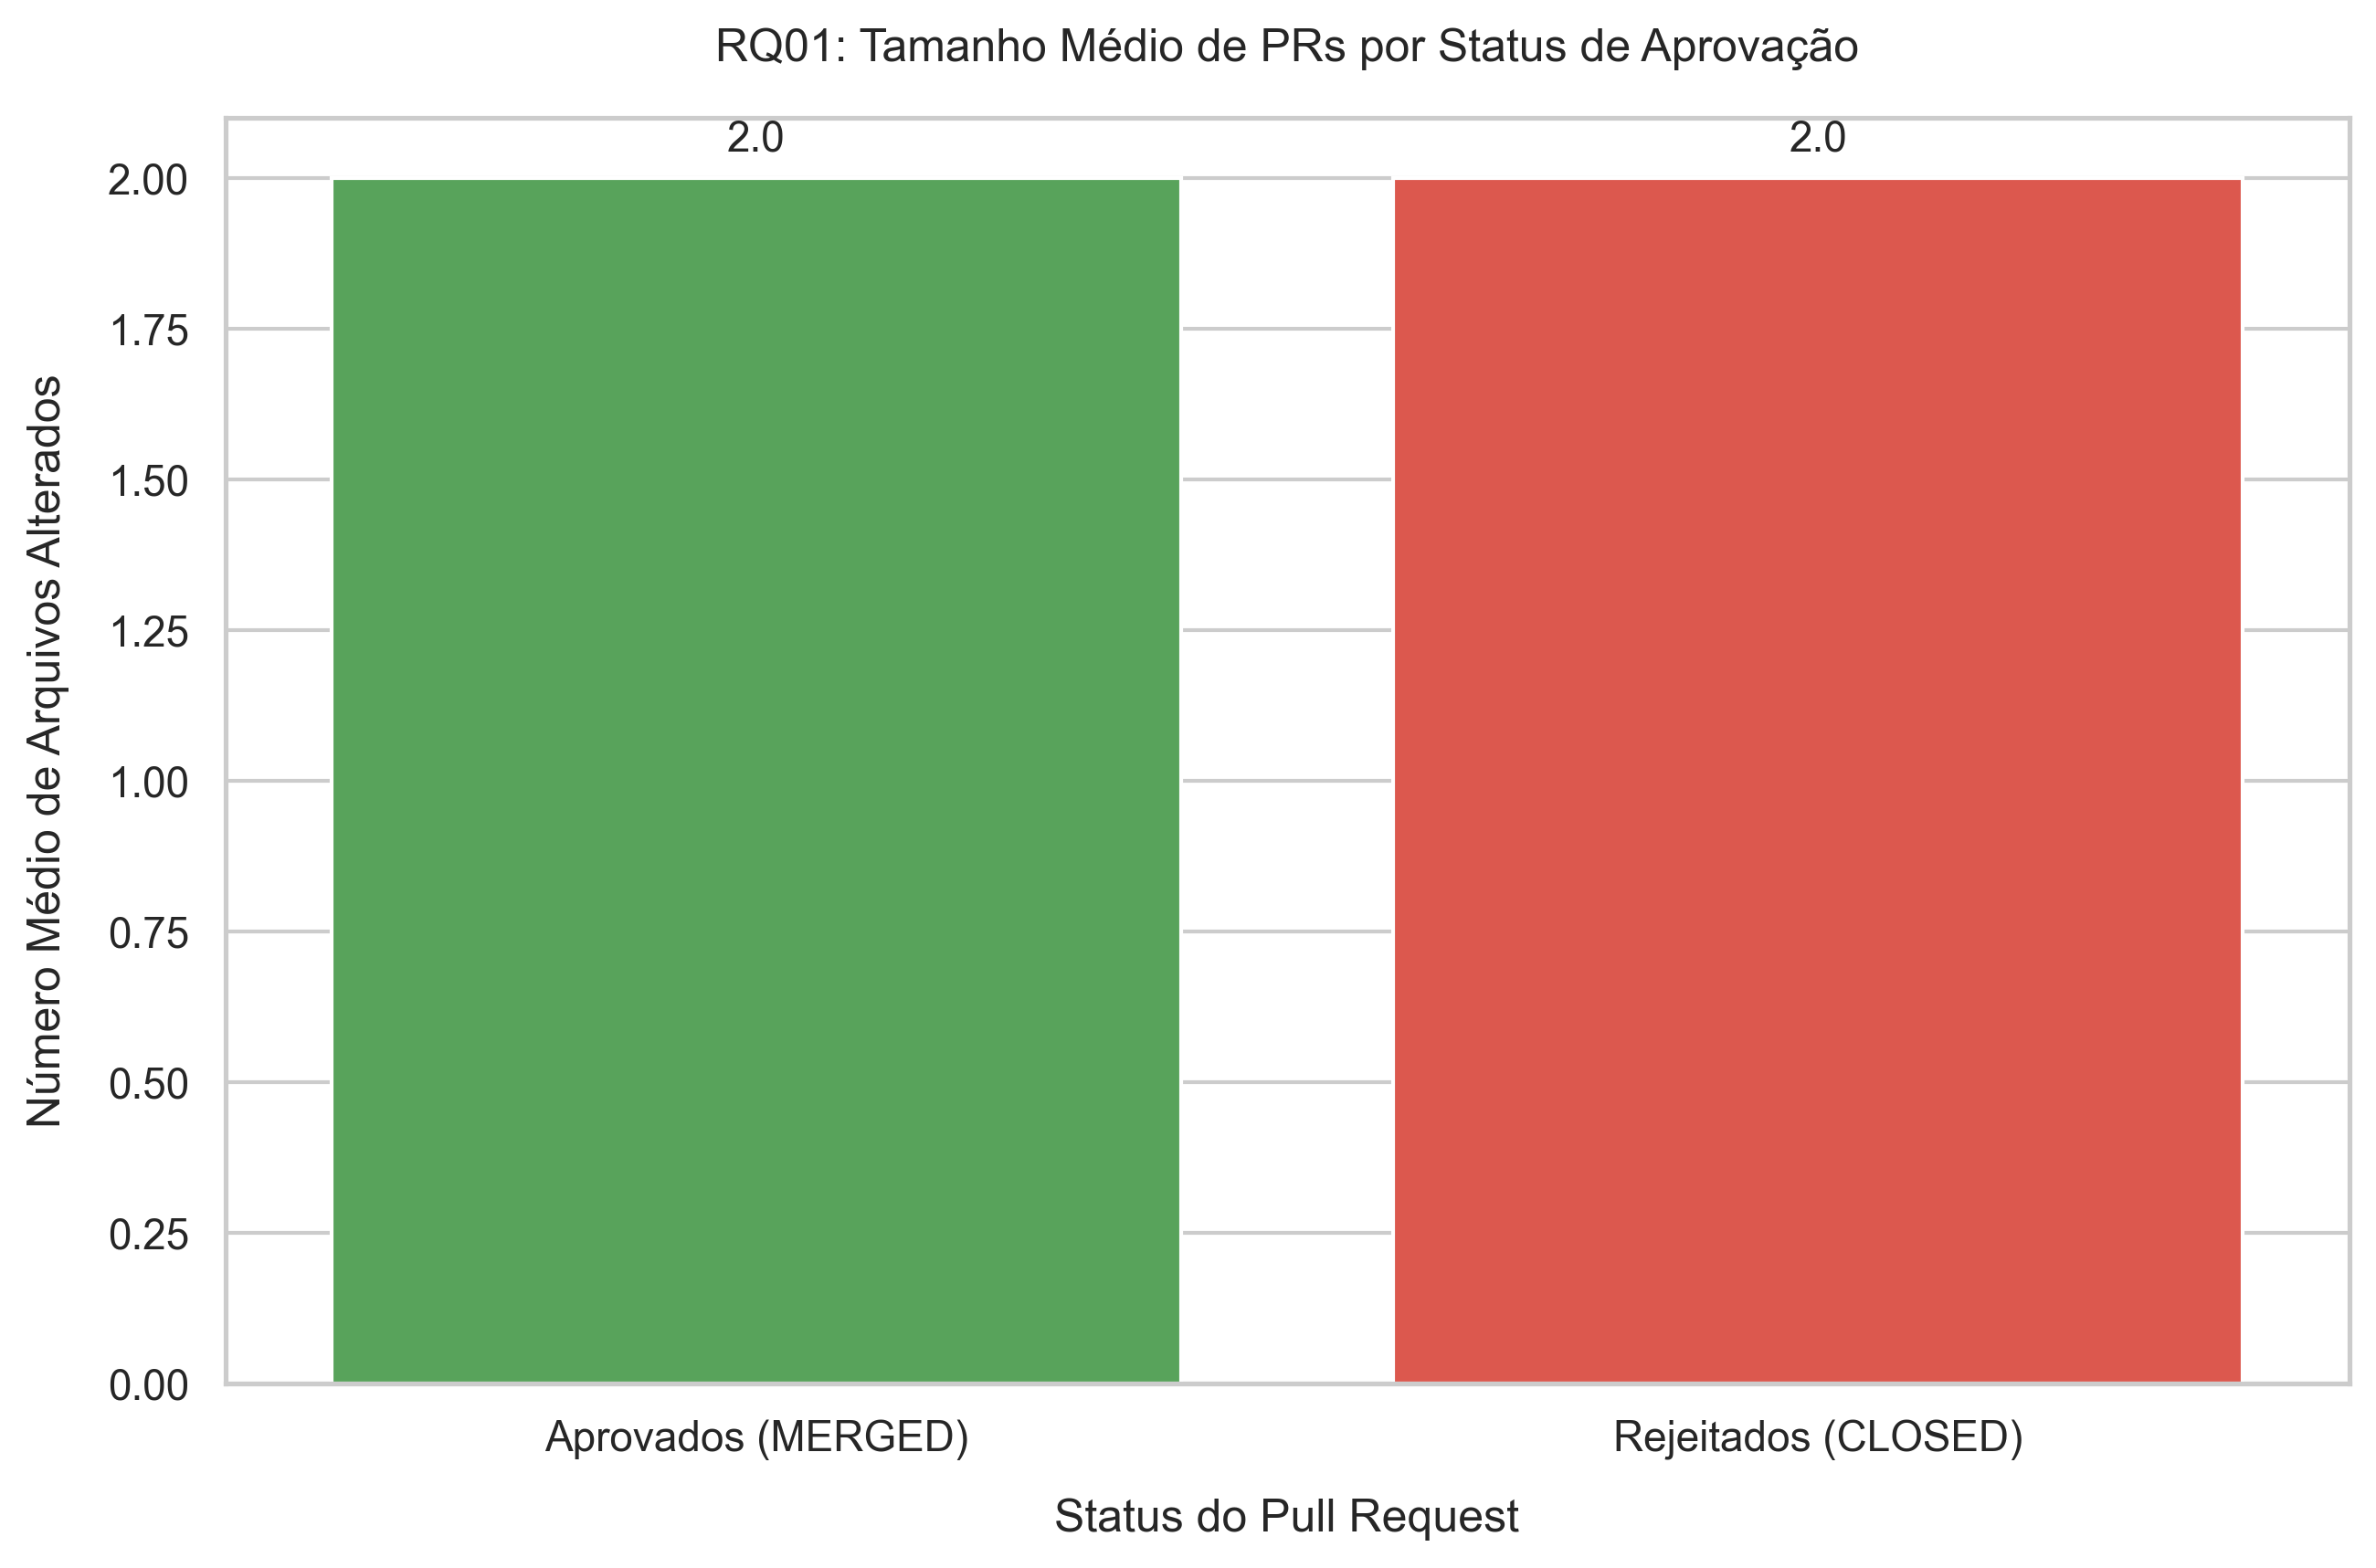 RQ01: Tamanho Médio de PRs por Status de Aprovação
2.0
2.0
2.00
1.75
1.50
1.25
1.00
0.75
0.50
0.25
0.00
Número Médio de Arquivos Alterados
Aprovados (MERGED)
Rejeitados (CLOSED)
Status do Pull Request